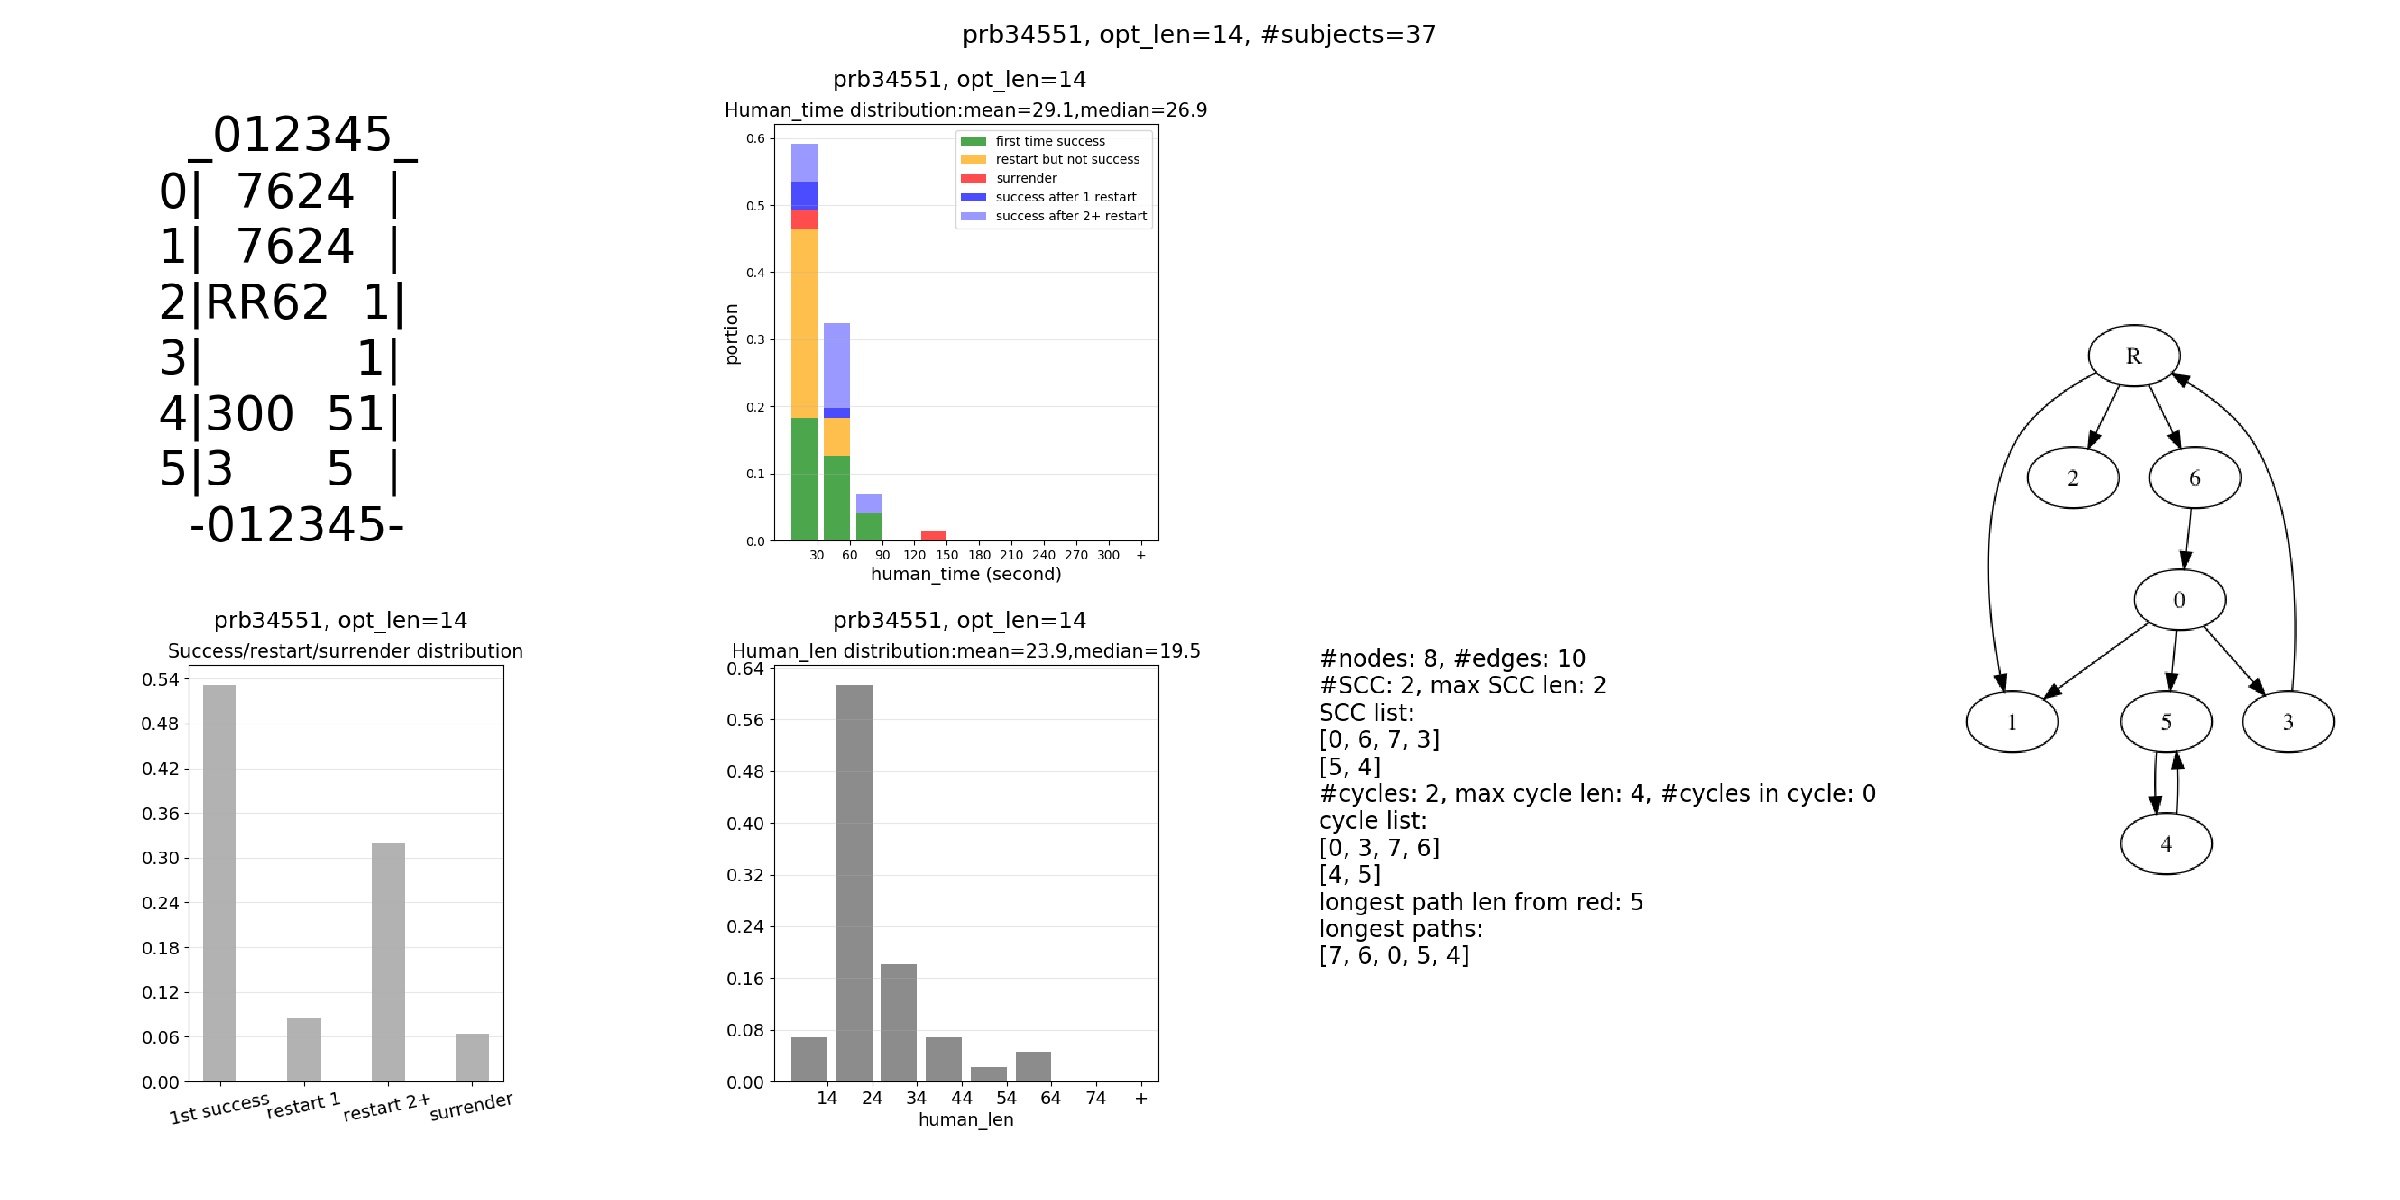 prb34551, opt_len=14, #subjects=37
_012345_
0|  7624  |
1|  7624  |
2|RR62  1|
3|          1|
4|300  51|
5|3      5  |
-012345-
prb34551, opt_len=14
Human_time distribution:mean=29.1,median=26.9
first time success
restart but not success
surrender
success after 1 restart
success after 2+ restart
0.6
0.5
0.4
0.3
0.2
0.1
0.0
portion
30 60 90 120 150 180 210 240 270 300 +
human_time (second)
prb34551, opt_len=14
Success/restart/surrender distribution
0.54
0.48
0.42
0.36
0.30
0.24
0.18
0.12
0.06
0.00
1st success restart 1 restart 2+ surrender
prb34551, opt_len=14
Human_len distribution:mean=23.9,median=19.5
0.64
0.56
0.48
0.40
0.32
0.24
0.16
0.08
0.00
14 24 34 44 54 64 74 +
human_len
#nodes: 8, #edges: 10
#SCC: 2, max SCC len: 2
SCC list:
[0, 6, 7, 3]
[5, 4]
#cycles: 2, max cycle len: 4, #cycles in cycle: 0
cycle list:
[0, 3, 7, 6]
[4, 5]
longest path len from red: 5
longest paths:
[7, 6, 0, 5, 4]
R
2 6
0
1 5 3
4